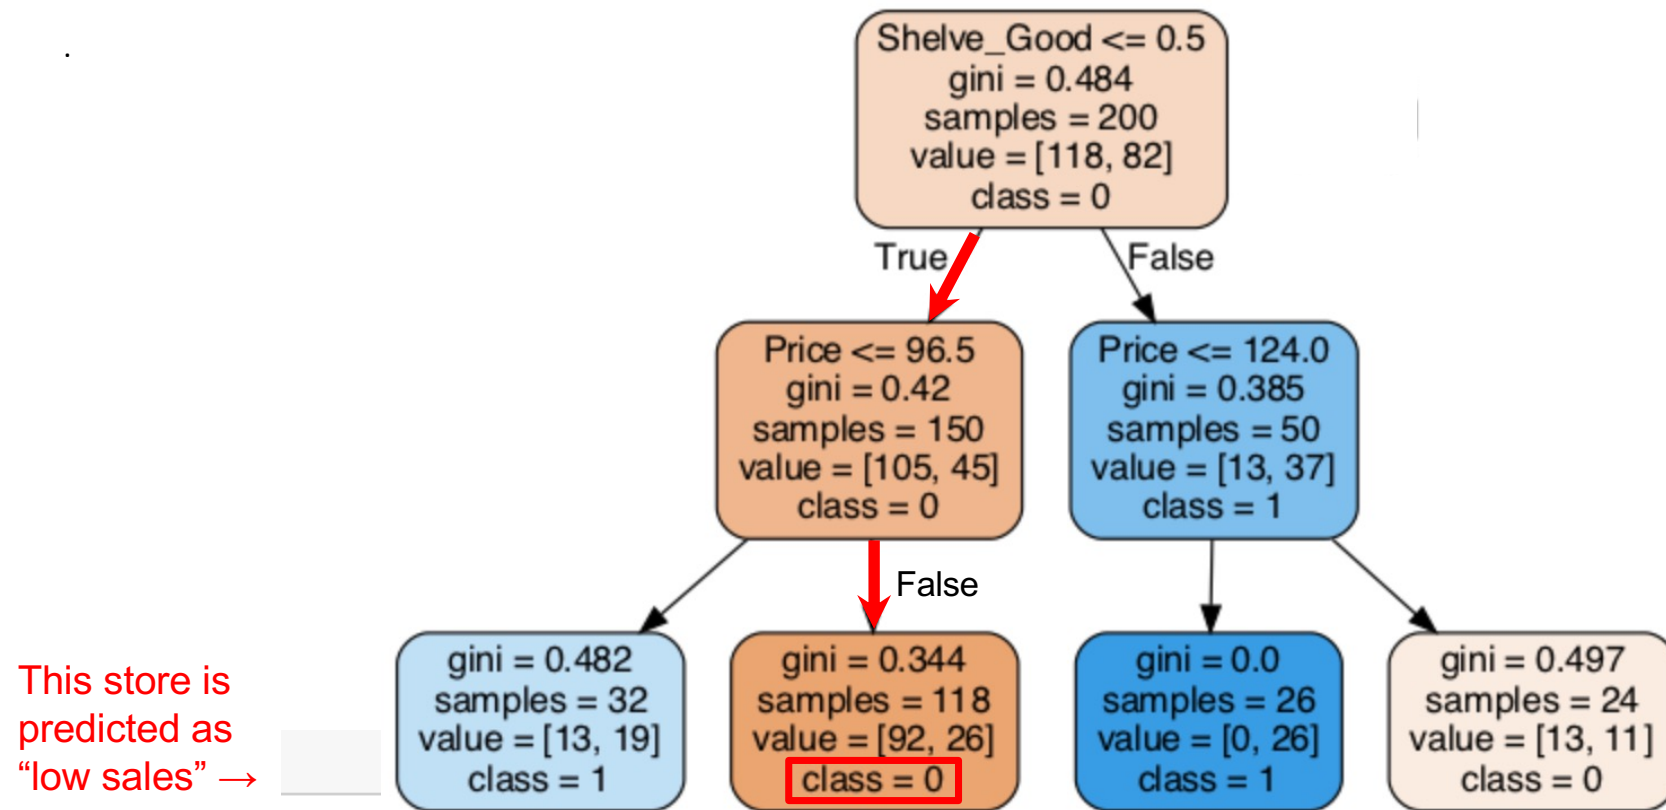 Shelve_Good <= 0.5
gini = 0.484
samples = 200
value = [118, 82]
class = 0
True
False
Price <= 96.5
gini = 0.42
samples = 150
value = [105, 45]
class = 0
Price <= 124.0
gini = 0.385
samples = 50
value = [13, 37]
class = 1
False
This store is
predicted as
“low sales” →
gini = 0.482
samples = 32
value = [13, 19]
class = 1
gini = 0.344
samples = 118
value = [92, 26]
class = 0
gini = 0.0
samples = 26
value = [0, 26]
class = 1
gini = 0.497
samples = 24
value = [13, 11]
class = 0